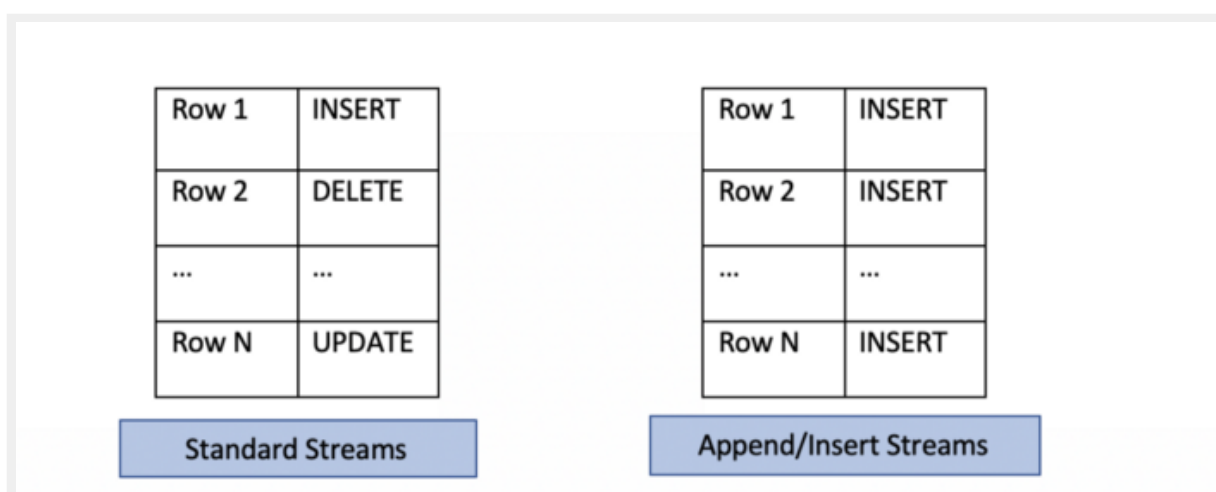 Row 1 INSERT
Row 2 DELETE
... ...
Row N UPDATE
Standard Streams
Row 1 INSERT
Row 2 INSERT
... ...
Row N INSERT
Append/Insert Streams